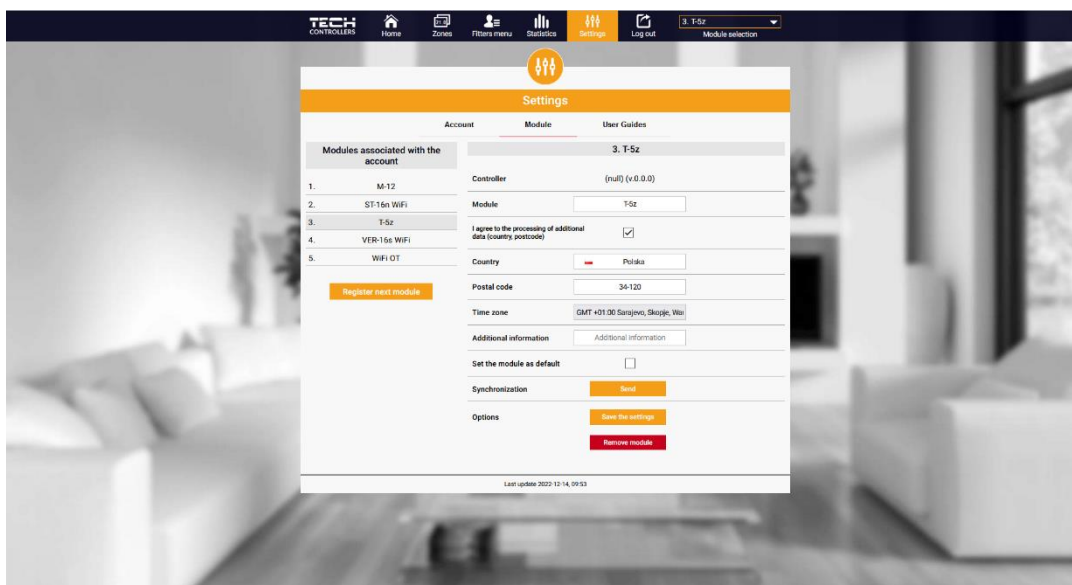 TECH
CONTROLLERS
Home
Zones
Fitters menu
Statistics
Settings
Log out
3. T-5z
Module selection
Settings
Account Module User Guides
Modules associated with the
account
1. M-12
2. ST-16n WiFi
3. T-5z
4. VER-16s WiFi
5. WiFi OT
Register next module
3. T-5z
Controller (null) (v.0.0.0)
Module T-5z
I agree to the processing of additional
data (country, postcode)
Country Polska
Postal code 34-120
Time zone GMT +01:00 Sarajevo, Skopje, War
Additional information Additional information
Set the module as default
Synchronization Send
Options Save the settings
Remove module
Last update 2022-12-14, 09:53